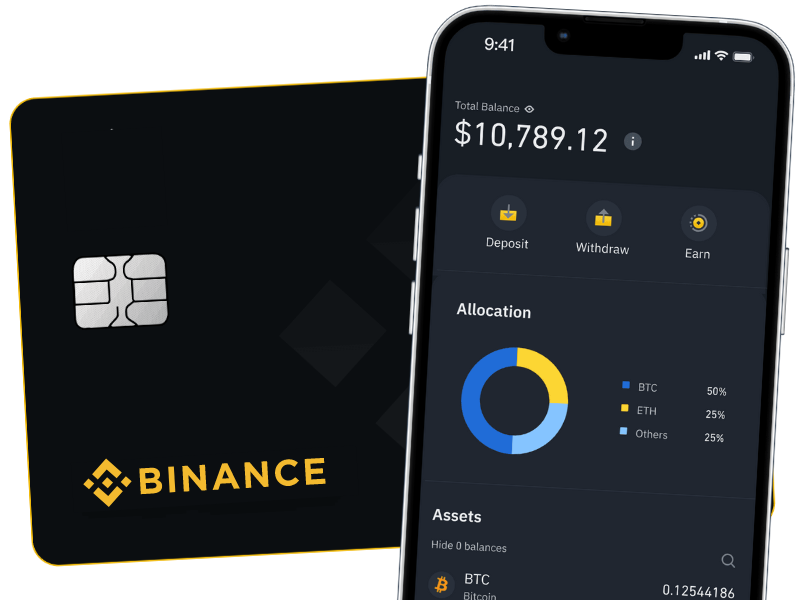 BINANCE
9:41
Total Balance
$10,789.12
Deposit
Withdraw
Earn
Allocation
BTC 50%
ETH 25%
Others 25%
Assets
Hide 0 balances
BTC
Bitcoin
0.12544186